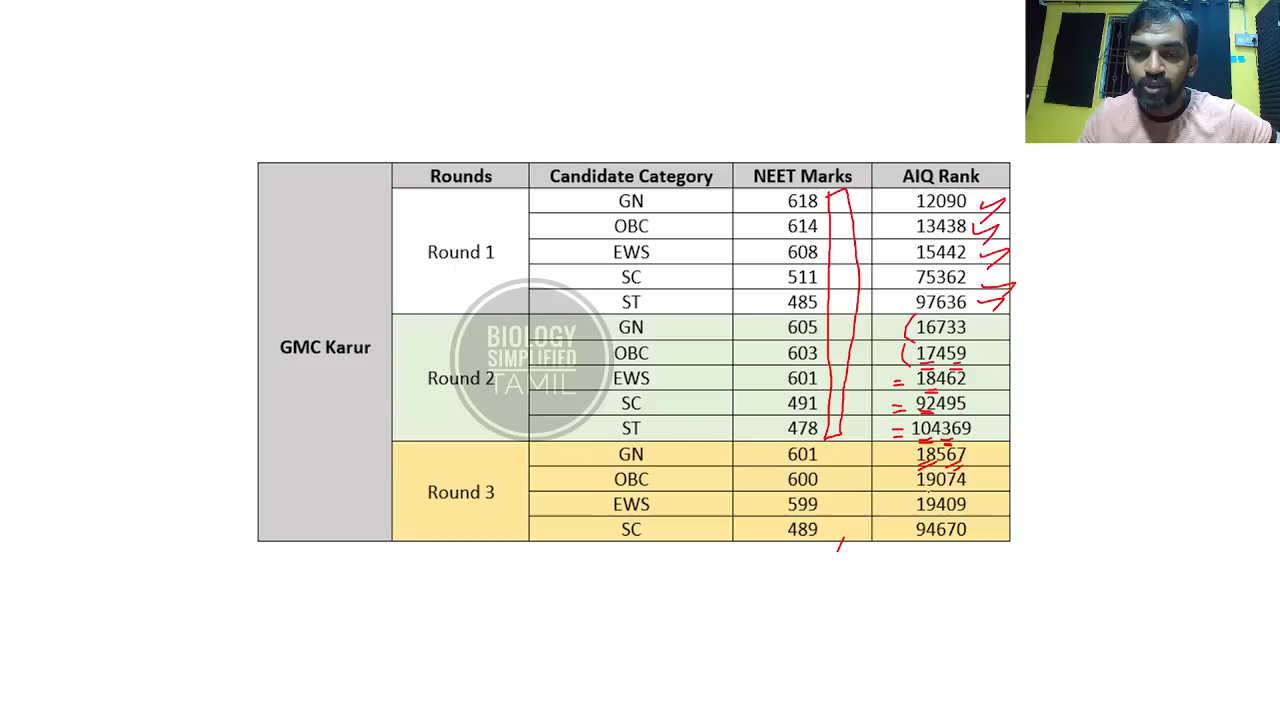 Rounds Candidate Category NEET Marks AIQ Rank
GMC Karur
Round 1
GN 618 12090
OBC 614 13438
EWS 608 15442
SC 511 75362
ST 485 97636
Round 2
GN 605 16733
OBC 603 17459
EWS 601 18462
SC 491 92495
ST 478 104369
Round 3
GN 601 18567
OBC 600 19074
EWS 599 19409
SC 489 94670
BIOLOGY
SIMPLIFIED
TAMIL